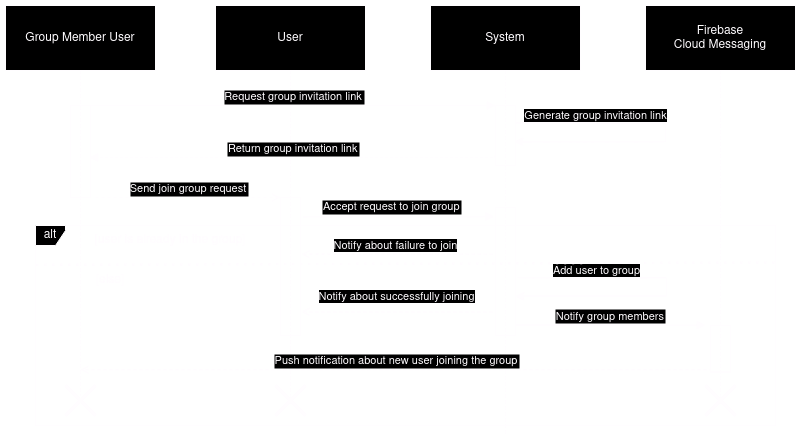 Group Member User
User
System
Firebase
Cloud Messaging
Request group invitation link
Generate group invitation link
Return group invitation link
Send join group request
Accept request to join group
alt
Notify about failure to join
Add user to group
Notify about successfully joining
Notify group members
Push notification about new user joining the group